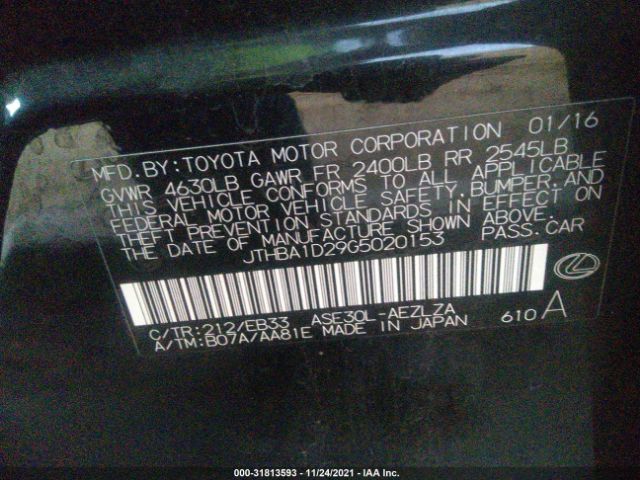 MFD.BY:TOYOTA MOTOR CORPORATION 01/16
GVWR 4630LB GAWR FR 2400LB RR 2545LB
THIS VEHICLE CONFORMS TO ALL APPLICABLE
FEDERAL MOTOR VEHICLE SAFETY,BUMPER,AND
THEFT PREVENTION STANDARDS IN EFFECT ON
THE DATE OF MANUFACTURE SHOWN ABOVE.
JTHBA1D29G5020153 PASS.CAR
C/TR:212/EB33 ASE30L-AEZLZA
A/TM:B07A/AA81E MADE IN JAPAN 610 A
000-31813593 - 11/24/2021 - IAA Inc.